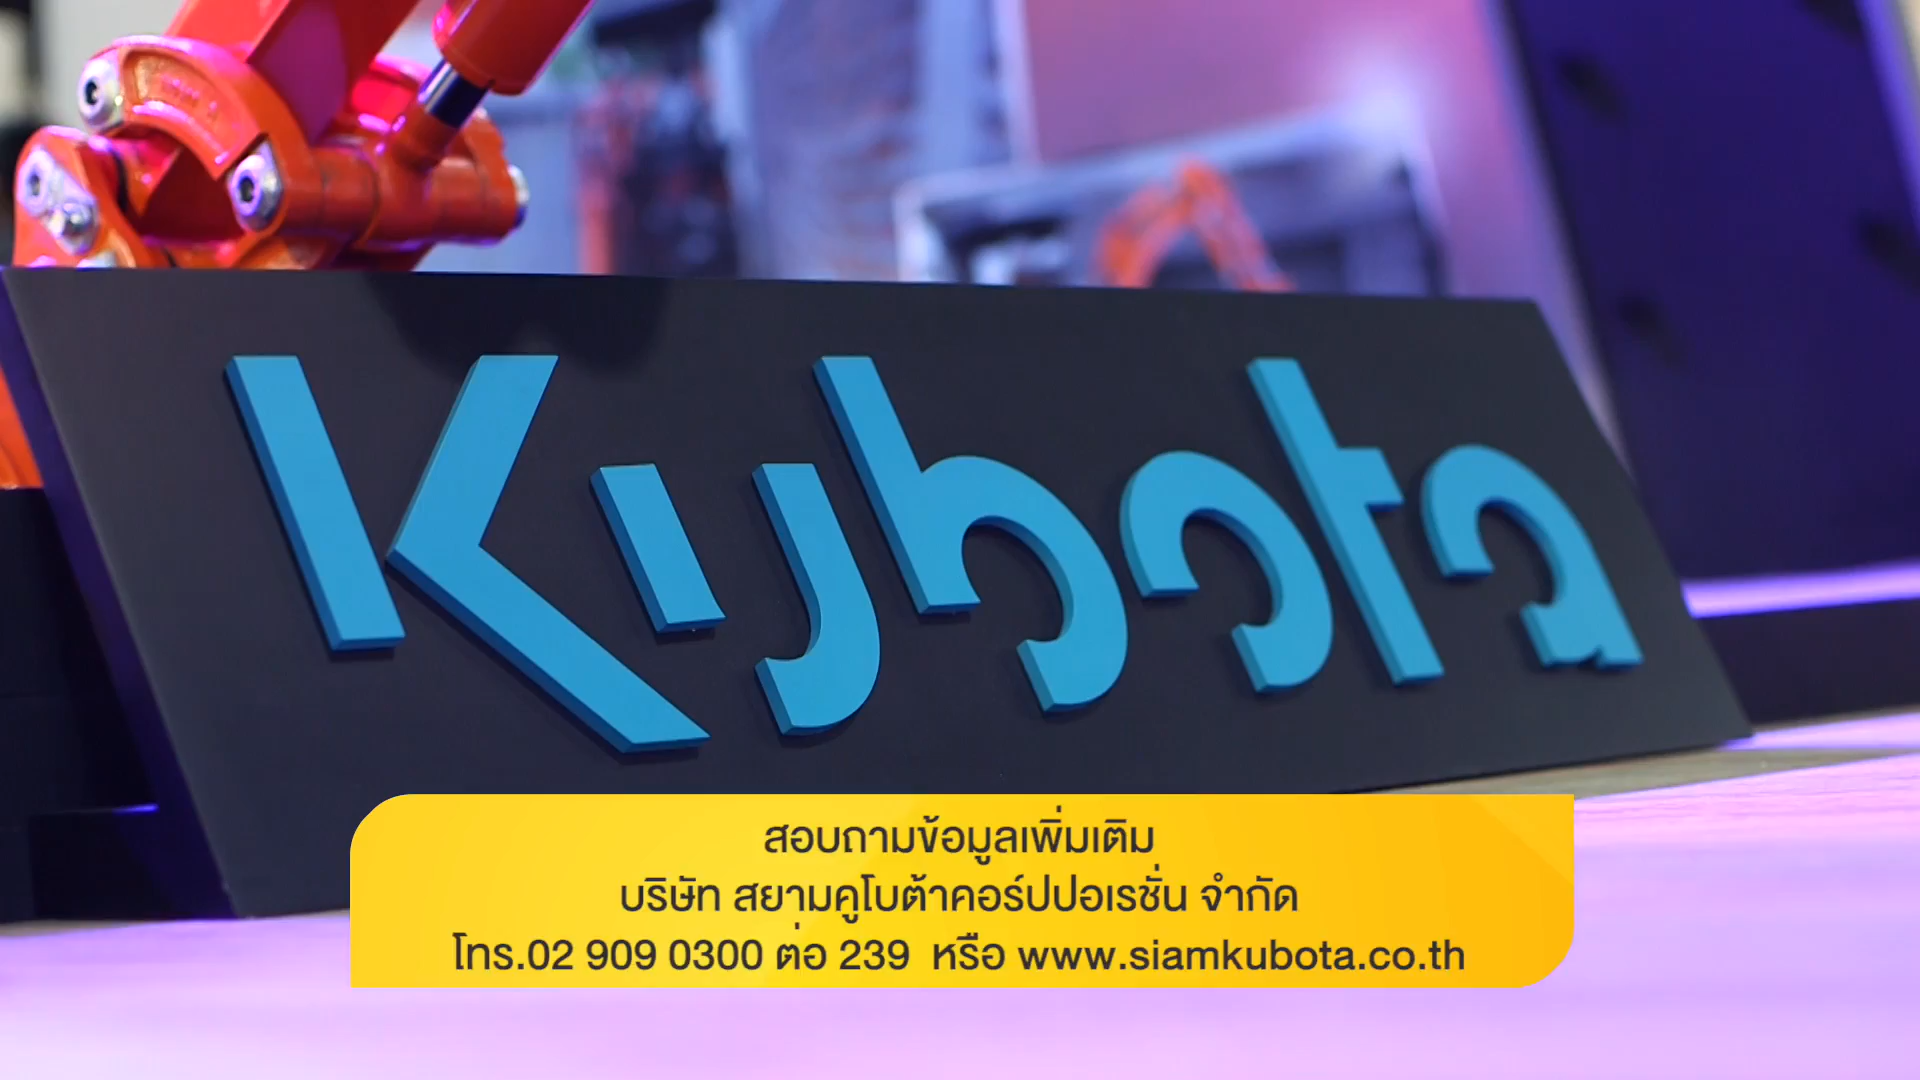 Kubota
สอบถามข้อมูลเพิ่มเติม
บริษัท สยามคูโบต้าคอร์ปปอเรชั่น จำกัด
โทร.02 909 0300 ต่อ 239 หรือ www.siamkubota.co.th